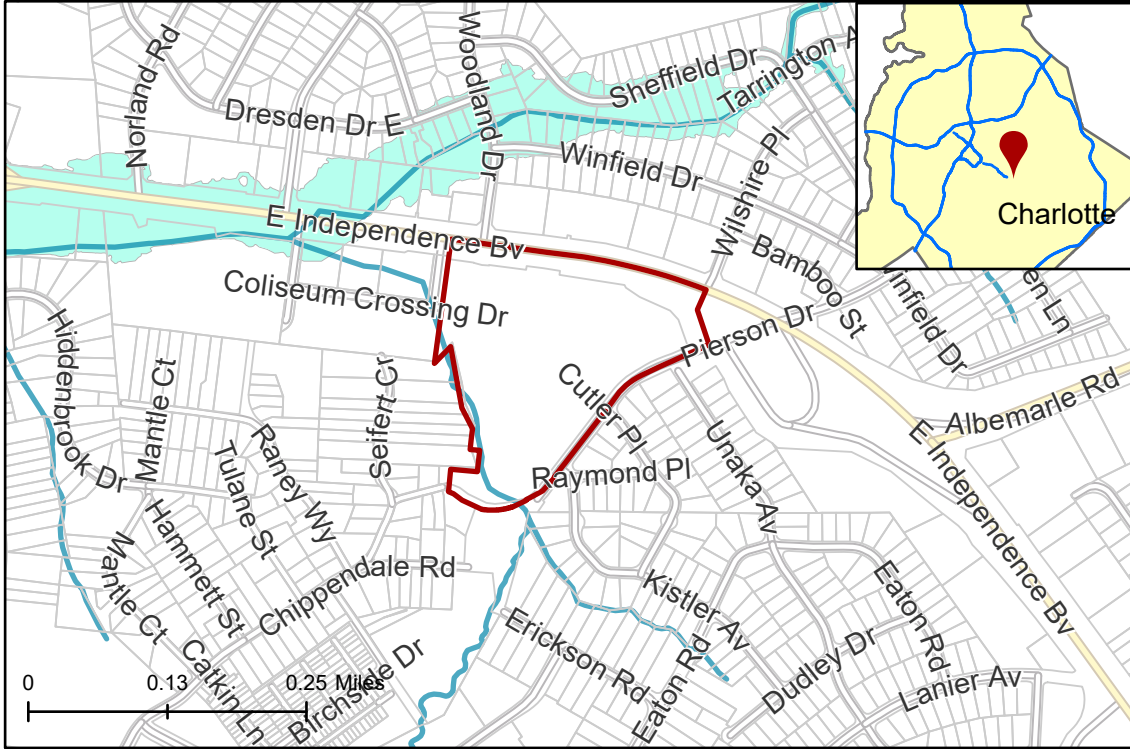 Norland Rd
Woodland Dr
Sheffield Dr
Tarrington A
Dresden Dr E
Winfield Dr
Wilshire Pl
Charlotte
E Independence Bv
Bamboo St
Winfield Dr
en Ln
Coliseum Crossing Dr
Pierson Dr
Hiddenbrook Dr
Mantle Ct
Seifert Cr
Cutler Pl
Albemarle Rd
Raney Wy
Tulane St
Unaka Av
E Independence Bv
Raymond Pl
Hammett St
Mantle Ct
Chippendale Rd
Kistler Av
Eaton Rd
Erickson Rd
Eaton Rd
Dudley Dr
Lanier Av
Catkin Ln
Birchside Dr
0 0.13 0.25 Miles